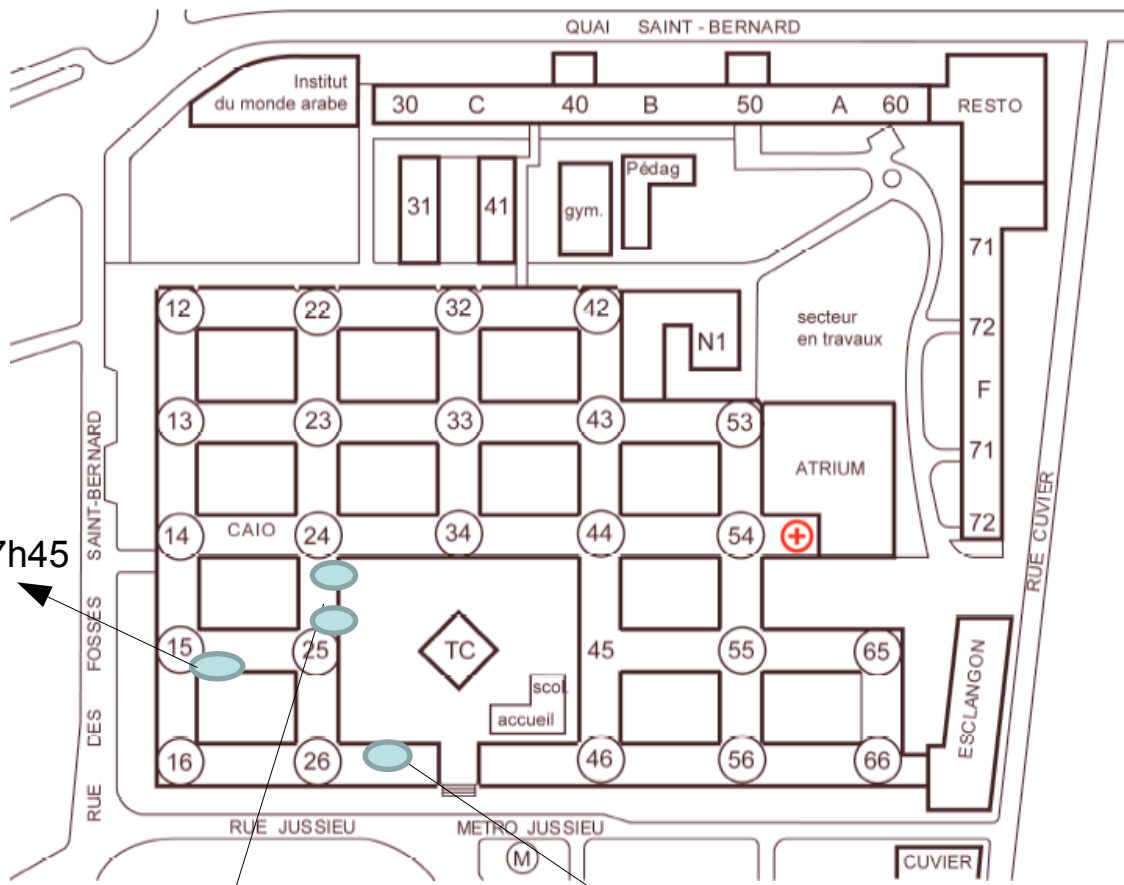 QUAI SAINT-BERNARD
Institut
du monde arabe
30 C 40 B 50 A 60
RESTO
31 41 gym. Pédag
71
12 22 32 42
N1
secteur
en travaux
72
F
13 23 33 43 53
ATRIUM
71
14 CAIO 24 34 44 54
72
7h45
RUE DES FOSSES SAINT-BERNARD
RUE CUVIER
15 25 TC 45 55 65
scol.
accueil
ESCLANGON
16 26 46 56 66
RUE JUSSIEU
METRO JUSSIEU
M
CUVIER